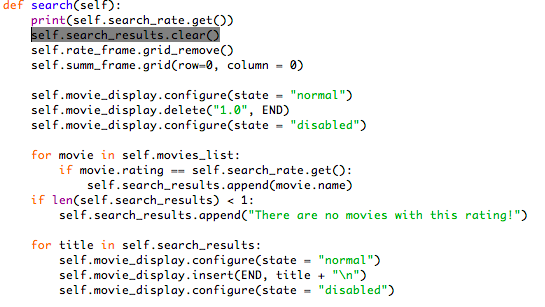 def search(self):
    print(self.search_rate.get())
    self.search_results.clear()
    self.rate_frame.grid_remove()
    self.summ_frame.grid(row=0, column = 0)

    self.movie_display.configure(state = "normal")
    self.movie_display.delete("1.0", END)
    self.movie_display.configure(state = "disabled")

    for movie in self.movies_list:
        if movie.rating == self.search_rate.get():
            self.search_results.append(movie.name)
    if len(self.search_results) < 1:
        self.search_results.append("There are no movies with this rating!")

    for title in self.search_results:
        self.movie_display.configure(state = "normal")
        self.movie_display.insert(END, title + "\n")
        self.movie_display.configure(state = "disabled")